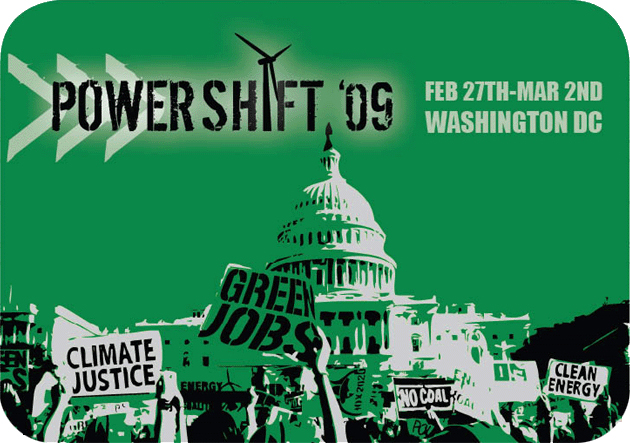 POWER SHIFT '09
FEB 27TH-MAR 2ND
WASHINGTON DC
GREEN
JOBS
CLIMATE
JUSTICE
ENERGY
NO COAL
CLEAN
ENERGY